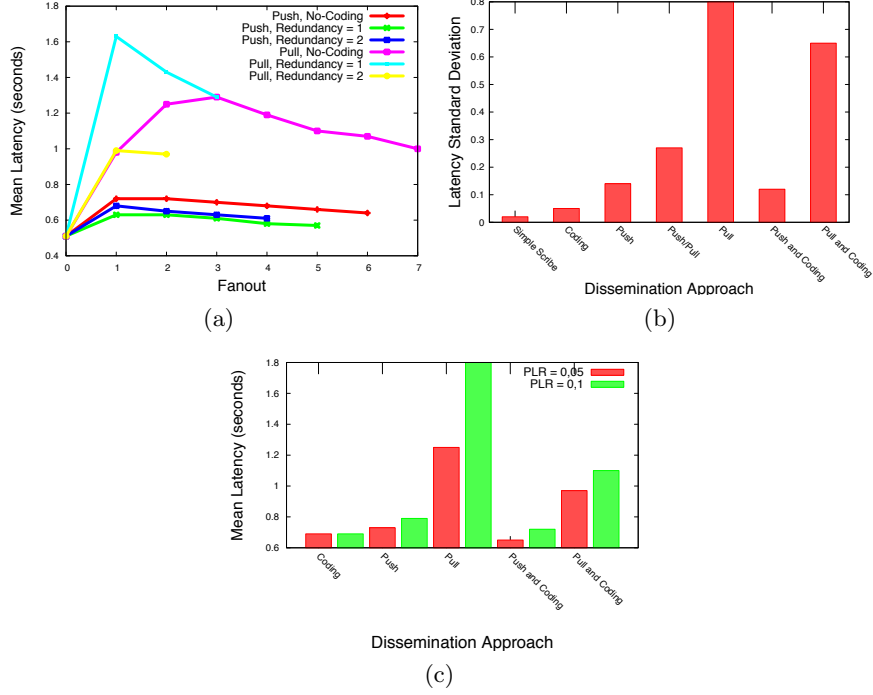 Push, No-Coding
Push, Redundancy = 1
Push, Redundancy = 2
Pull, No-Coding
Pull, Redundancy = 1
Pull, Redundancy = 2
Mean Latency (seconds)
1.8
1.6
1.4
1.2
1
0.8
0.6
0.4
0 1 2 3 4 5 6 7
Fanout
(a)
Latency Standard Deviation
0.8
0.7
0.6
0.5
0.4
0.3
0.2
0.1
0
Simple Scribe
Coding
Push
Push/Pull
Pull
Push and Coding
Pull and Coding
Dissemination Approach
(b)
PLR = 0,05
PLR = 0,1
Mean Latency (seconds)
1.8
1.6
1.4
1.2
1
0.8
0.6
Coding
Push
Pull
Push and Coding
Pull and Coding
Dissemination Approach
(c)